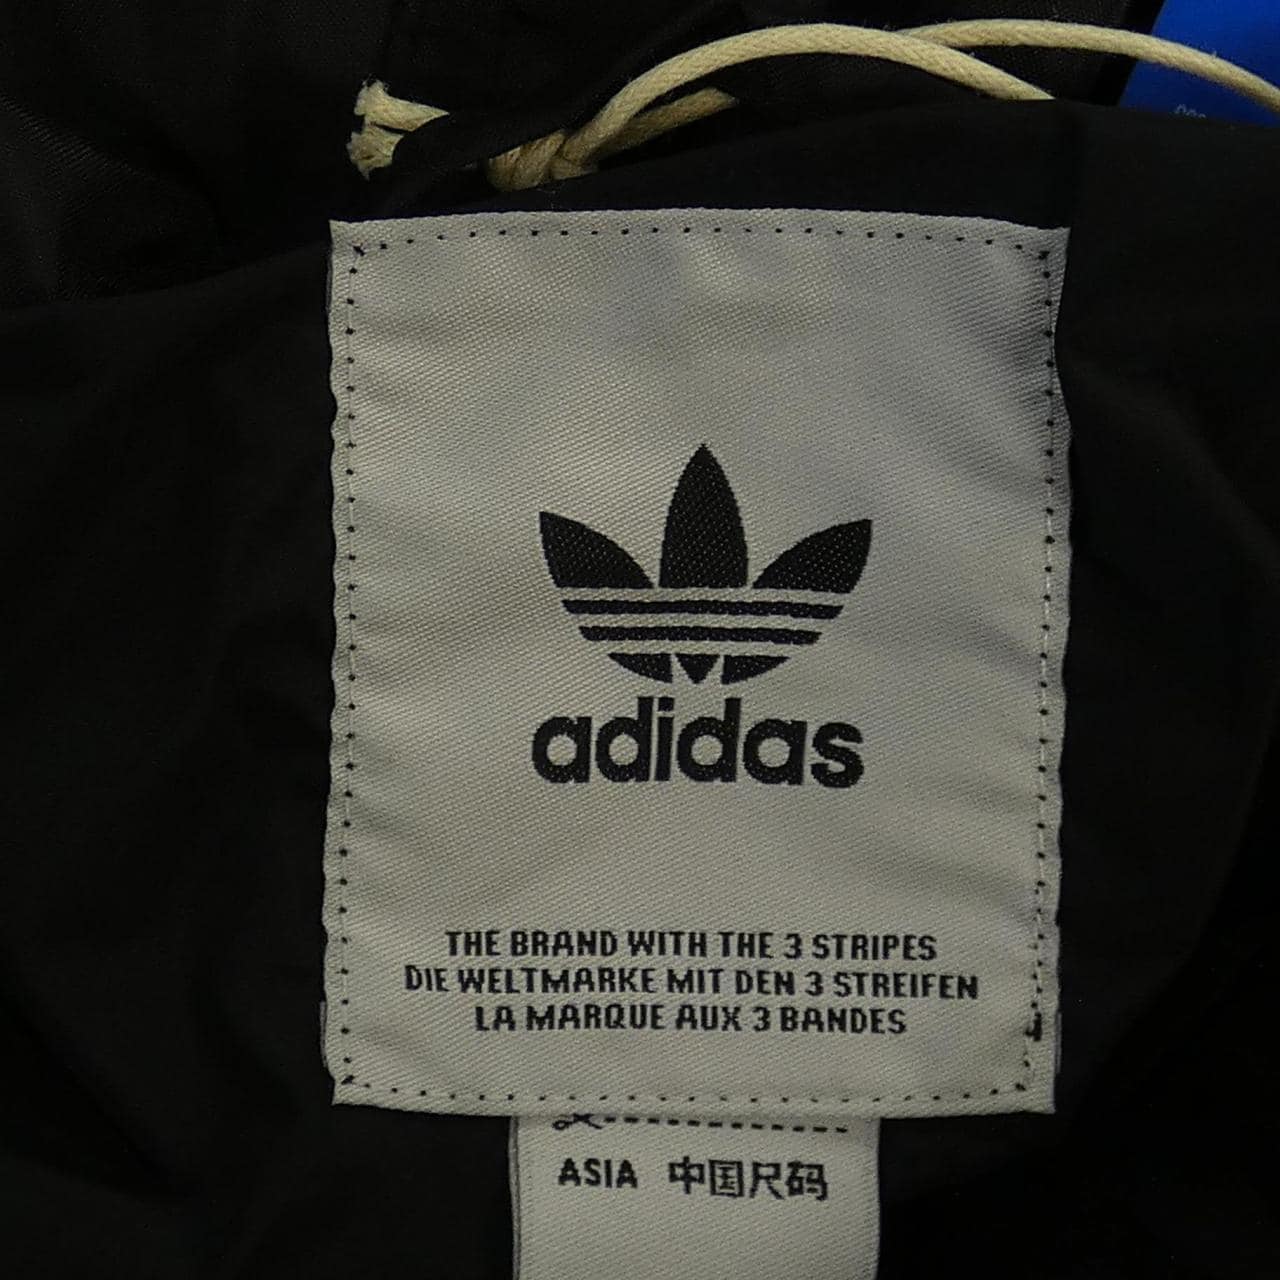 adidas
THE BRAND WITH THE 3 STRIPES
DIE WELTMARKE MIT DEN 3 STREIFEN
LA MARQUE AUX 3 BANDES
ASIA 中国尺码